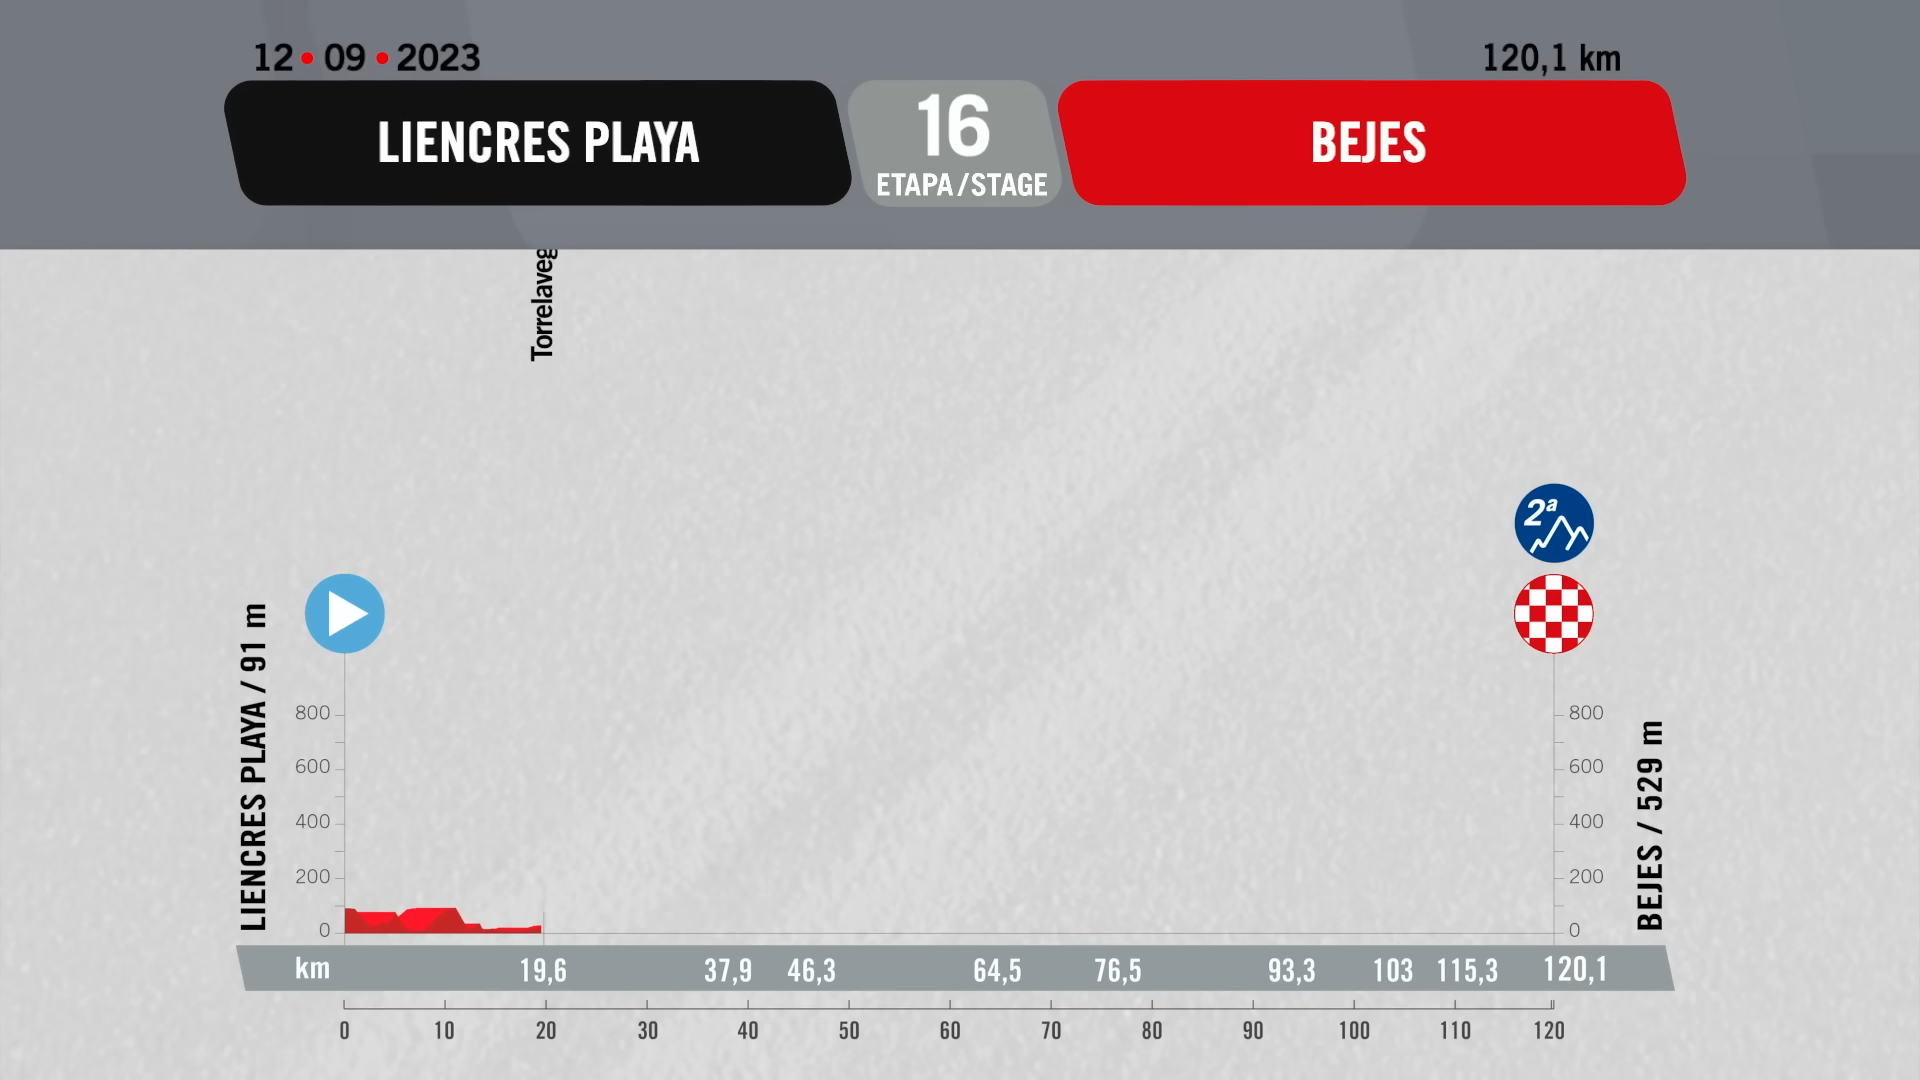 12 • 09 • 2023
120,1 km
LIENCRES PLAYA
16
ETAPA / STAGE
BEJES
Torrelaveg
2ª
LIENCRES PLAYA / 91 m
800
600
400
200
0
800
600
400
200
0
BEJES / 529 m
km 19,6 37,9 46,3 64,5 76,5 93,3 103 115,3 120,1
0 10 20 30 40 50 60 70 80 90 100 110 120